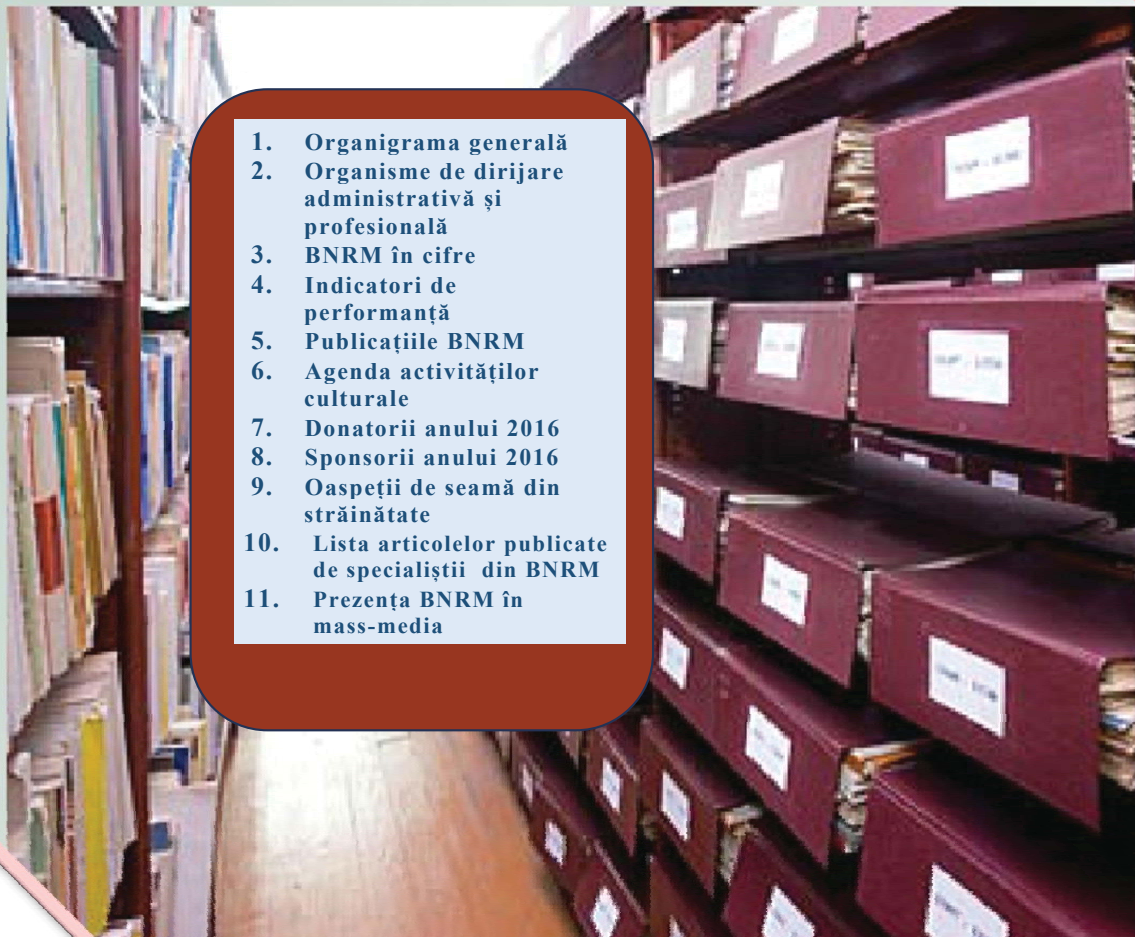 1. Organigrama generală
2. Organisme de dirijare
administrativă și
profesională
3. BNRM în cifre
4. Indicatori de
performanță
5. Publicațiile BNRM
6. Agenda activităților
culturale
7. Donatorii anului 2016
8. Sponsorii anului 2016
9. Oaspeții de seamă din
străinătate
10. Lista articolelor publicate
de specialiștii din BNRM
11. Prezența BNRM în
mass-media